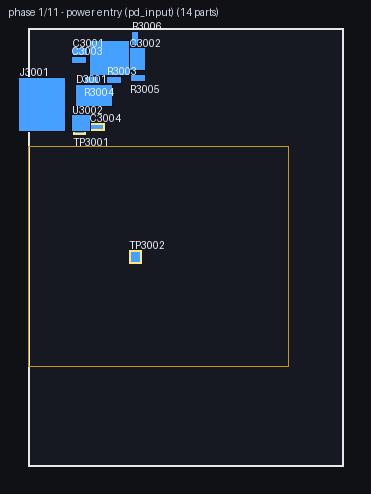 phase 1/11 - power entry (pd_input) (14 parts)
R3006
C3001
C3002
C3003
J3001
R3003
D3001
R3004
R3005
U3002
C3004
TP3001
TP3002